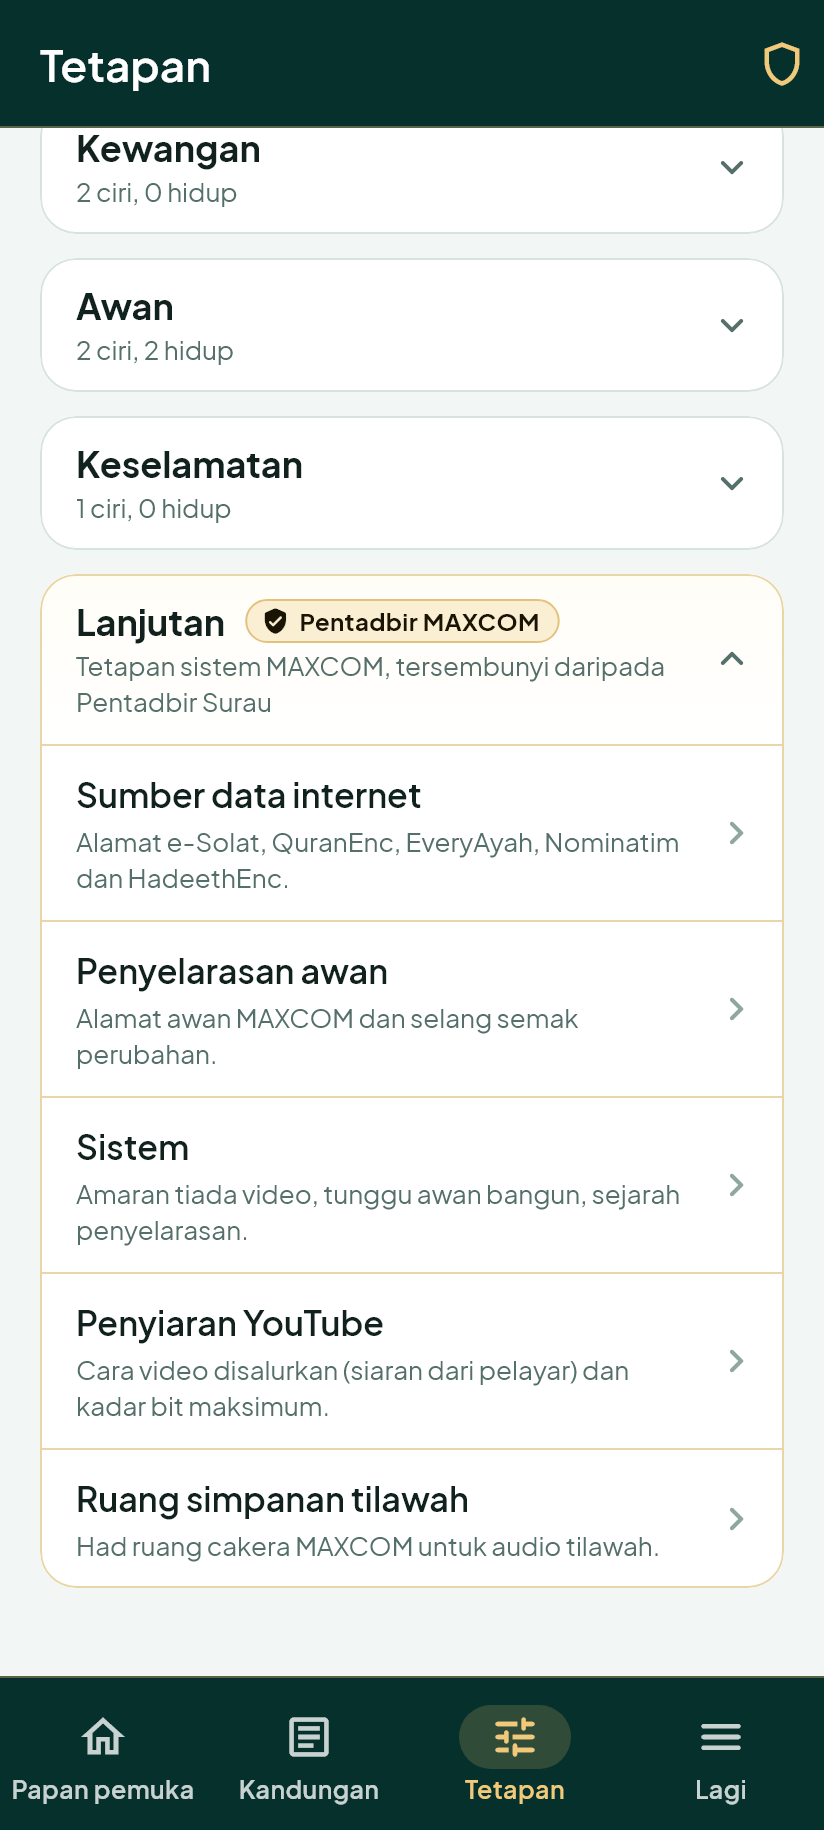 Tetapan
Kewangan
2 ciri, 0 hidup
Awan
2 ciri, 2 hidup
Keselamatan
1 ciri, 0 hidup
Lanjutan
Pentadbir MAXCOM
Tetapan sistem MAXCOM, tersembunyi daripada
Pentadbir Surau
Sumber data internet
Alamat e-Solat, QuranEnc, EveryAyah, Nominatim
dan HadeethEnc.
Penyelarasan awan
Alamat awan MAXCOM dan selang semak
perubahan.
Sistem
Amaran tiada video, tunggu awan bangun, sejarah
penyelarasan.
Penyiaran YouTube
Cara video disalurkan (siaran dari pelayar) dan
kadar bit maksimum.
Ruang simpanan tilawah
Had ruang cakera MAXCOM untuk audio tilawah.
Papan pemuka
Kandungan
Tetapan
Lagi